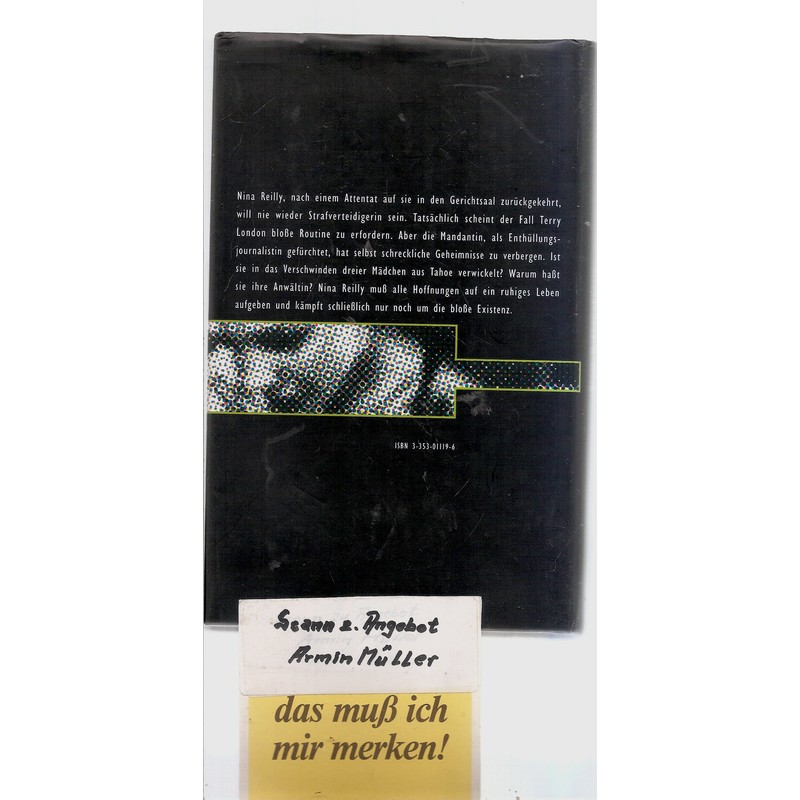 Nina Reilly, nach einem Attentat auf sie in den Gerichtsaal zurückgekehrt,
will nie wieder Strafverteidigerin sein. Tatsächlich scheint der Fall Terry
London bloße Routine zu erfordern. Aber die Mandantin, als Enthüllungs-
journalistin gefürchtet, hat selbst schreckliche Geheimnisse zu verbergen. Ist
sie in das Verschwinden dreier Mädchen aus Tahoe verwickelt? Warum haßt
sie ihre Anwältin? Nina Reilly muß alle Hoffnungen auf ein ruhiges Leben
aufgeben und kämpft schließlich nur noch um die bloße Existenz.
ISBN 3-353-01119-6
Scann z. Angebot
Armin Müller
das muß ich
mir merken!